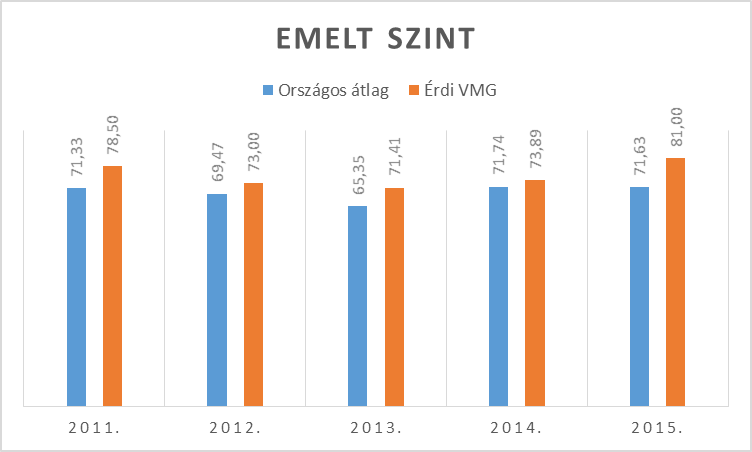 EMELT SZINT
Országos átlag Érdi VMG
71,33 78,50 69,47 73,00 65,35 71,41 71,74 73,89 71,63 81,00
2011. 2012. 2013. 2014. 2015.